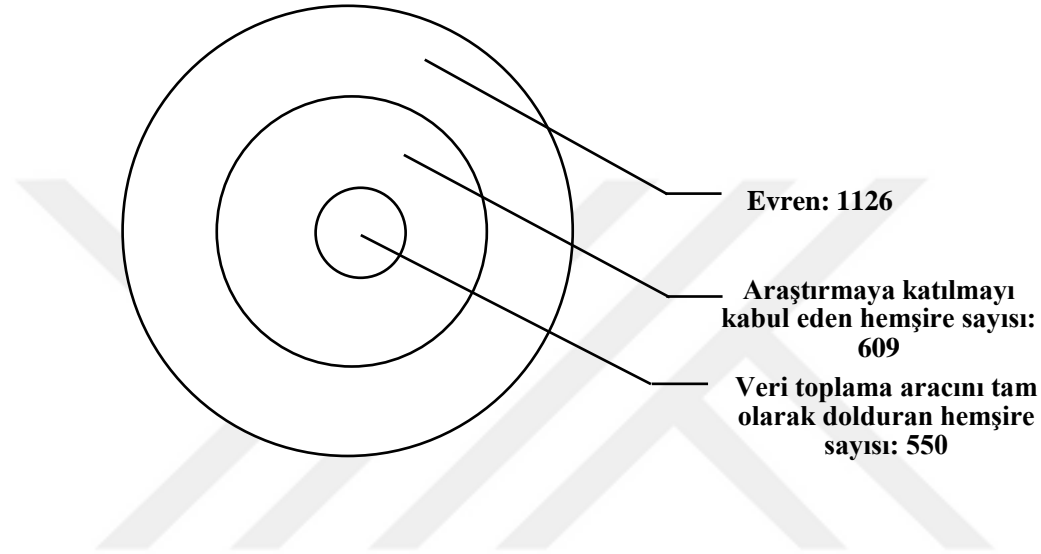 Evren: 1126
Araştırmaya katılmayı
kabul eden hemşire sayısı:
609
Veri toplama aracını tam
olarak dolduran hemşire
sayısı: 550